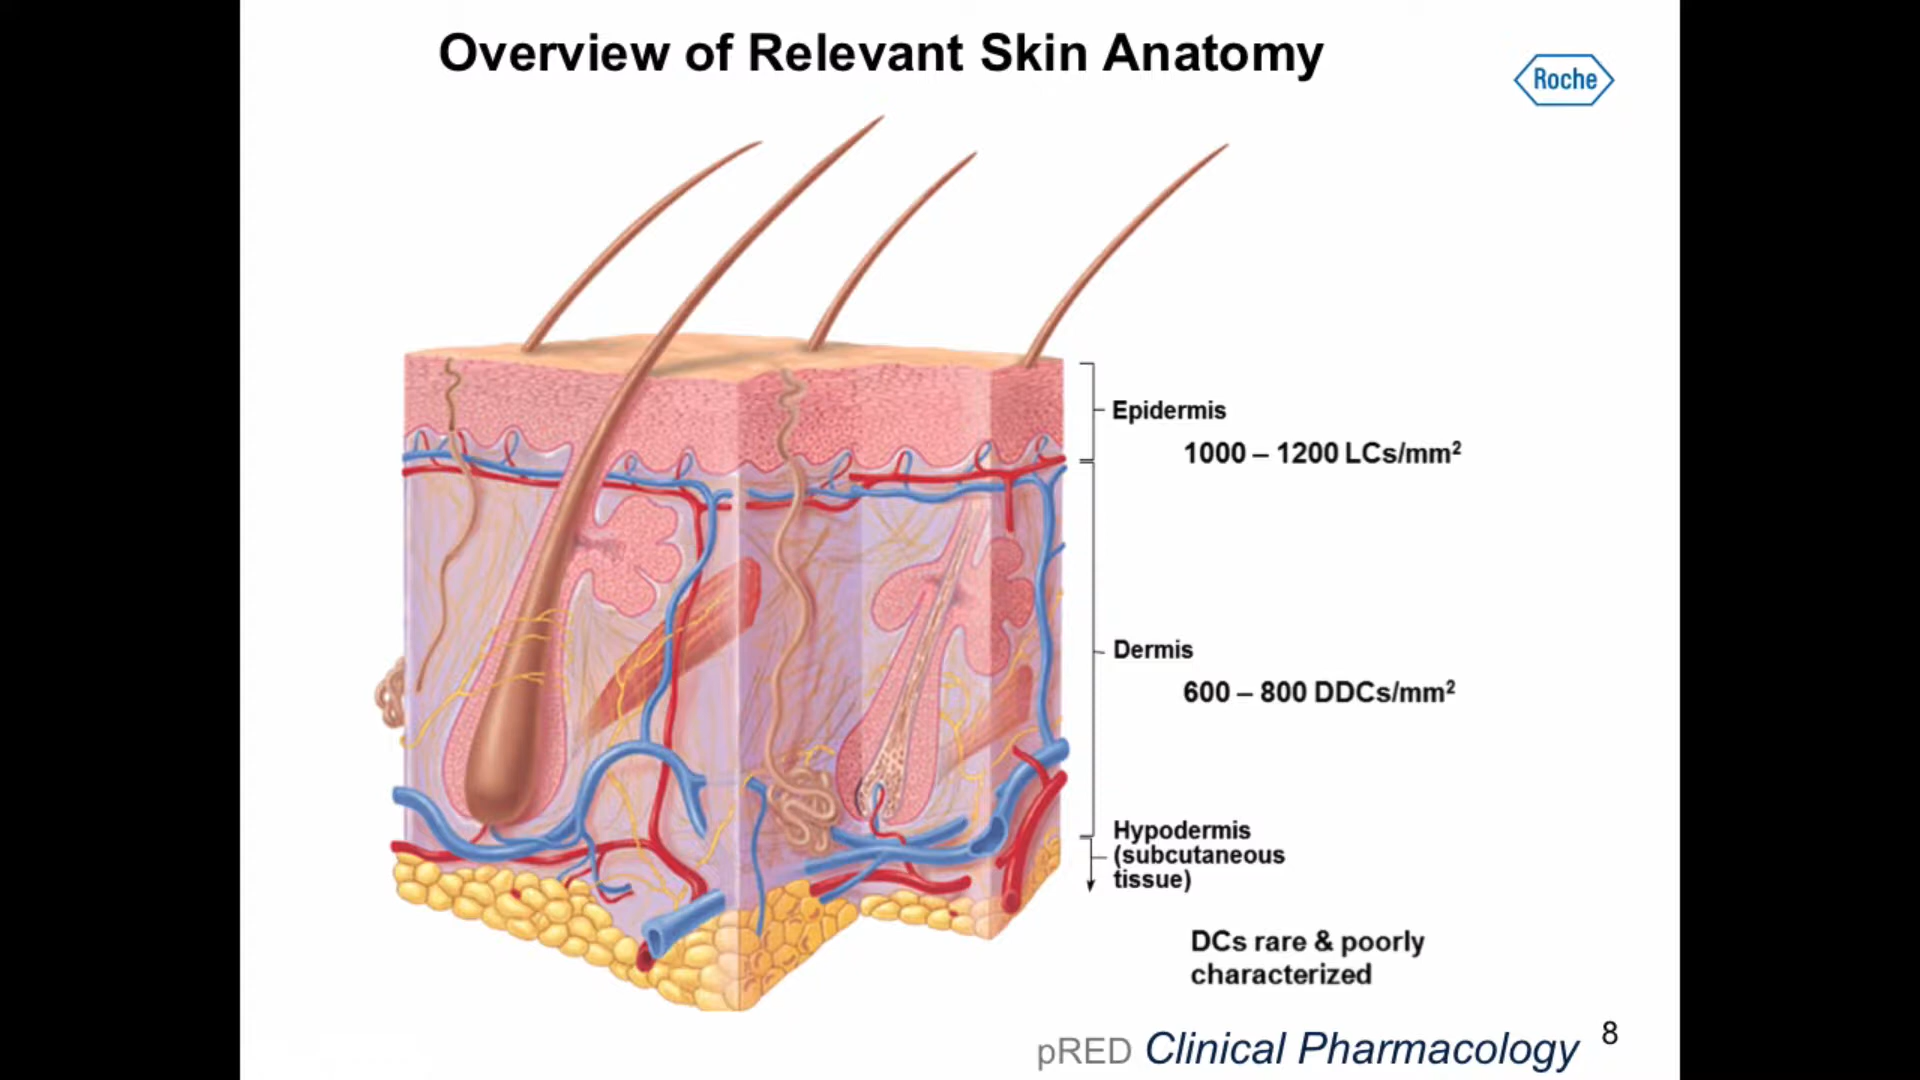 Overview of Relevant Skin Anatomy
Roche
Epidermis
1000 – 1200 LCs/mm²
Dermis
600 – 800 DDCs/mm²
Hypodermis
(subcutaneous
tissue)
DCs rare & poorly
characterized
pRED Clinical Pharmacology 8